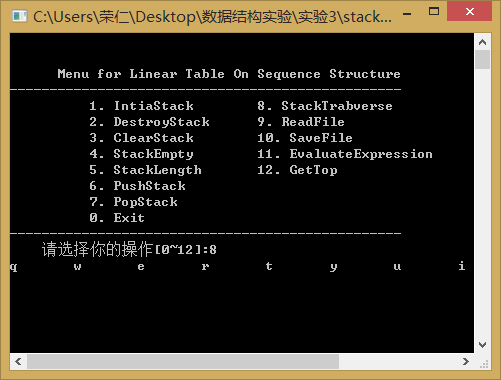 C:\Users\荣仁\Desktop\数据结构实验\实验3\stack
Menu for Linear Table On Sequence Structure
-------------------------------------------------
1. IntiaStack 8. StackTrabverse
2. DestroyStack 9. ReadFile
3. ClearStack 10. SaveFile
4. StackEmpty 11. EvaluateExpression
5. StackLength 12. GetTop
6. PushStack
7. PopStack
0. Exit
-------------------------------------------------
请选择你的操作[0~12]:8
q w e r t y u i